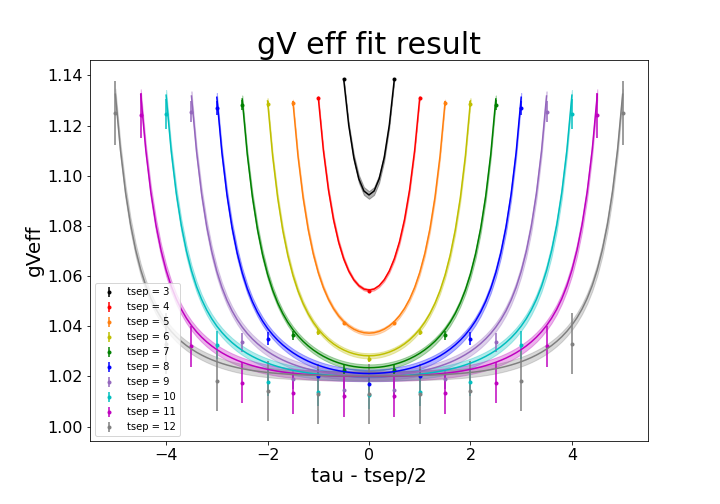 gV eff fit result
gVeff
1.14
1.12
1.10
1.08
1.06
1.04
1.02
1.00
tsep = 3
tsep = 4
tsep = 5
tsep = 6
tsep = 7
tsep = 8
tsep = 9
tsep = 10
tsep = 11
tsep = 12
−4 −2 0 2 4
tau - tsep/2